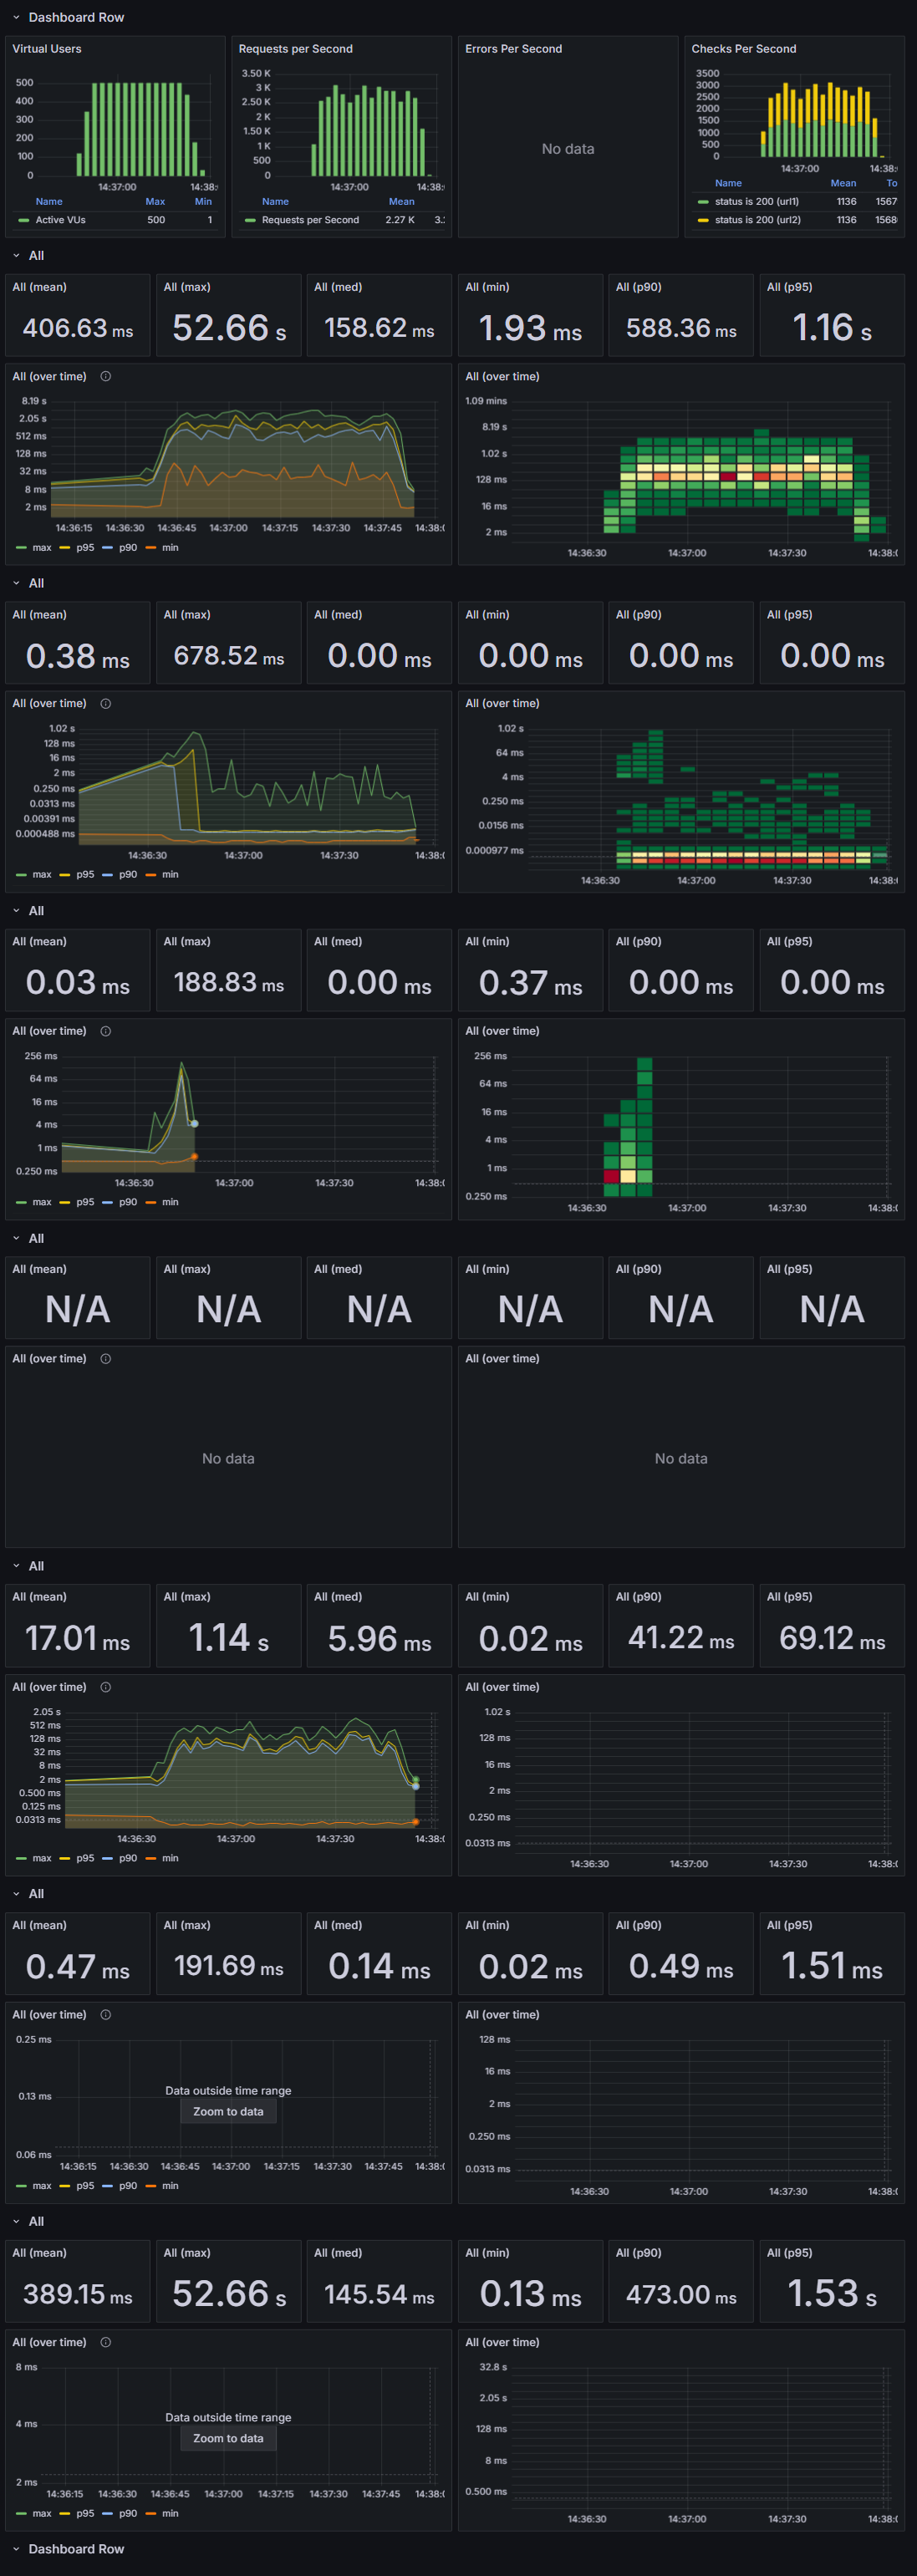 Dashboard Row
Virtual Users
500
400
300
200
100
0
14:37:00 14:38:
Name Max Min
Active VUs 500 1
Requests per Second
3.50 K
3 K
2.50 K
2 K
1.50 K
1 K
500
0
14:37:00 14:38:
Name Mean
Requests per Second 2.27 K 3.
Errors Per Second
No data
Checks Per Second
3500
3000
2500
2000
1500
1000
500
0
14:37:00 14:38:
Name Mean To
status is 200 (url1) 1136 1567
status is 200 (url2) 1136 1568
All
All (mean)
406.63 ms
All (max)
52.66 s
All (med)
158.62 ms
All (min)
1.93 ms
All (p90)
588.36 ms
All (p95)
1.16 s
All (over time)
8.19 s
2.05 s
512 ms
128 ms
32 ms
8 ms
2 ms
14:36:15 14:36:30 14:36:45 14:37:00 14:37:15 14:37:30 14:37:45 14:38:0
max p95 p90 min
All (over time)
1.09 mins
8.19 s
1.02 s
128 ms
16 ms
2 ms
14:36:30 14:37:00 14:37:30 14:38:0
All
All (mean)
0.38 ms
All (max)
678.52 ms
All (med)
0.00 ms
All (min)
0.00 ms
All (p90)
0.00 ms
All (p95)
0.00 ms
All (over time)
1.02 s
128 ms
16 ms
2 ms
0.250 ms
0.0313 ms
0.00391 ms
0.000488 ms
14:36:30 14:37:00 14:37:30 14:38:0
max p95 p90 min
All (over time)
1.02 s
64 ms
4 ms
0.250 ms
0.0156 ms
0.000977 ms
14:36:30 14:37:00 14:37:30 14:38:
All
All (mean)
0.03 ms
All (max)
188.83 ms
All (med)
0.00 ms
All (min)
0.37 ms
All (p90)
0.00 ms
All (p95)
0.00 ms
All (over time)
256 ms
64 ms
16 ms
4 ms
1 ms
0.250 ms
14:36:30 14:37:00 14:37:30 14:38:0
max p95 p90 min
All (over time)
256 ms
64 ms
16 ms
4 ms
1 ms
0.250 ms
14:36:30 14:37:00 14:37:30 14:38:0
All
All (mean)
N/A
All (max)
N/A
All (med)
N/A
All (min)
N/A
All (p90)
N/A
All (p95)
N/A
All (over time)
No data
All (over time)
No data
All
All (mean)
17.01 ms
All (max)
1.14 s
All (med)
5.96 ms
All (min)
0.02 ms
All (p90)
41.22 ms
All (p95)
69.12 ms
All (over time)
2.05 s
512 ms
128 ms
32 ms
8 ms
2 ms
0.500 ms
0.125 ms
0.0313 ms
14:36:30 14:37:00 14:37:30 14:38:0
max p95 p90 min
All (over time)
1.02 s
128 ms
16 ms
2 ms
0.250 ms
0.0313 ms
14:36:30 14:37:00 14:37:30 14:38:0
All
All (mean)
0.47 ms
All (max)
191.69 ms
All (med)
0.14 ms
All (min)
0.02 ms
All (p90)
0.49 ms
All (p95)
1.51 ms
All (over time)
0.25 ms
0.13 ms
0.06 ms
Data outside time range
Zoom to data
14:36:15 14:36:30 14:36:45 14:37:00 14:37:15 14:37:30 14:37:45 14:38:0
max p95 p90 min
All (over time)
128 ms
16 ms
2 ms
0.250 ms
0.0313 ms
14:36:30 14:37:00 14:37:30 14:38:0
All
All (mean)
389.15 ms
All (max)
52.66 s
All (med)
145.54 ms
All (min)
0.13 ms
All (p90)
473.00 ms
All (p95)
1.53 s
All (over time)
8 ms
4 ms
2 ms
Data outside time range
Zoom to data
14:36:15 14:36:30 14:36:45 14:37:00 14:37:15 14:37:30 14:37:45 14:38:0
max p95 p90 min
All (over time)
32.8 s
2.05 s
128 ms
8 ms
0.500 ms
14:36:30 14:37:00 14:37:30 14:38:0
Dashboard Row